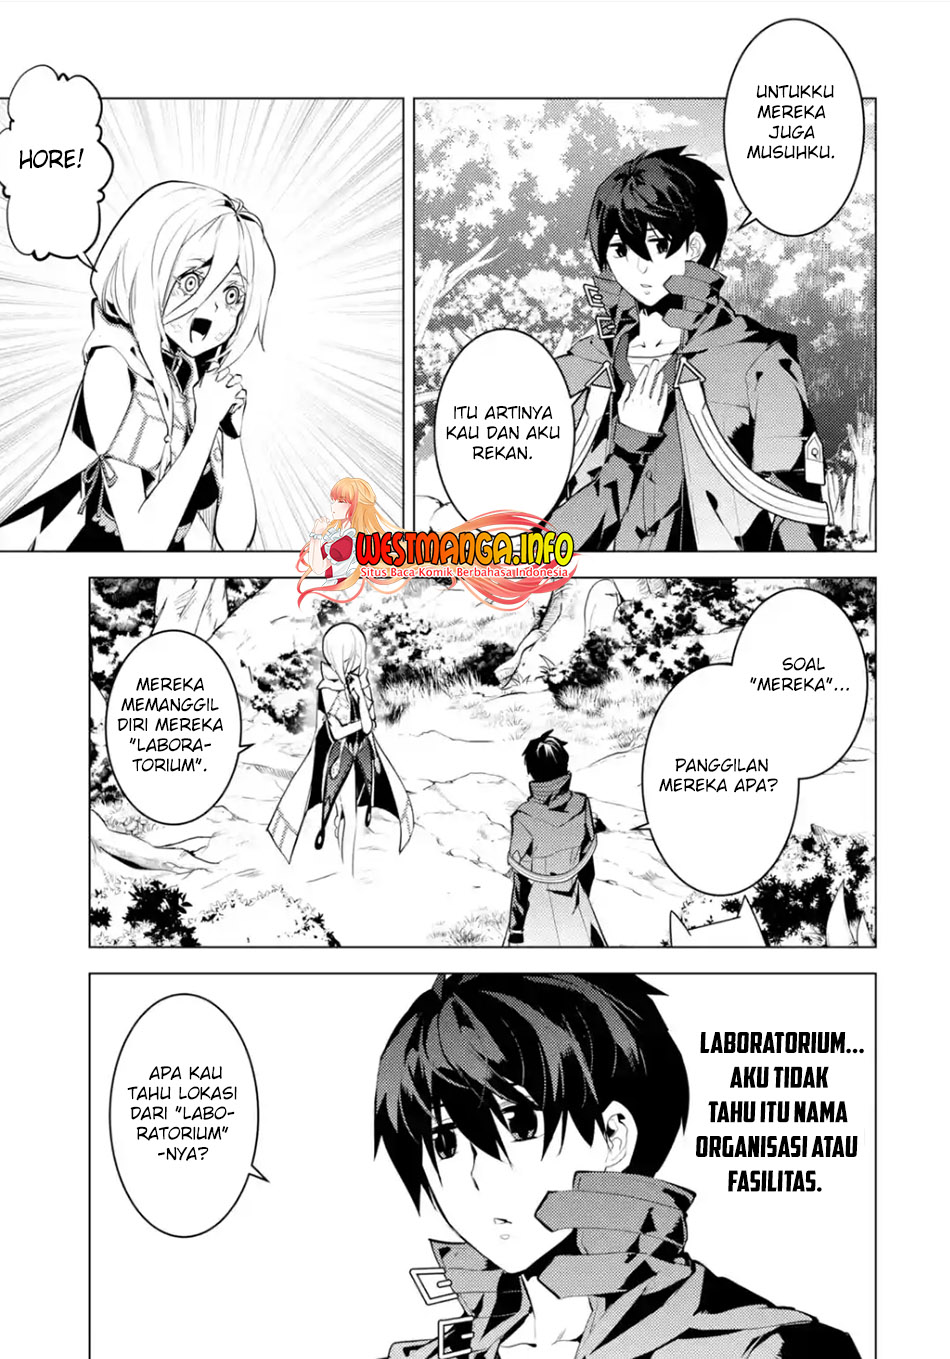 UNTUKKU
MEREKA
JUGA
MUSUHKU.
ITU ARTINYA
KAU DAN AKU
REKAN.
HORE!
WESTMANGA.INFO
Situs Baca Komik Berbahasa Indonesia
SOAL
"MEREKA"...
PANGGILAN
MEREKA APA?
MEREKA
MEMANGGIL
DIRI MEREKA
"LABORA-
TORIUM".
LABORATORIUM...
AKU TIDAK
TAHU ITU NAMA
ORGANISASI ATAU
FASILITAS.
APA KAU
TAHU LOKASI
DARI "LABO-
RATORIUM"
-NYA?